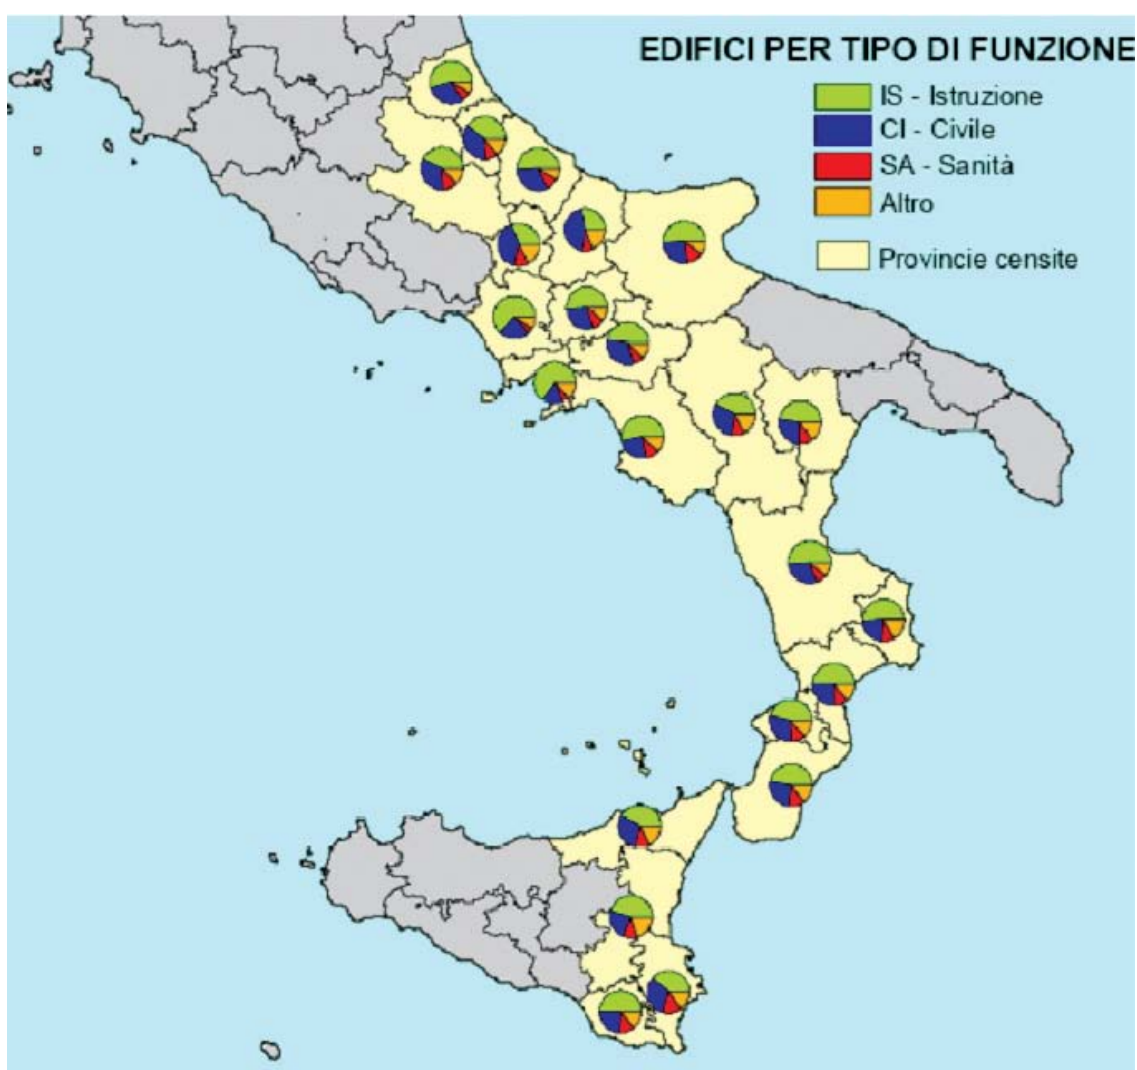 EDIFICI PER TIPO DI FUNZIONE
IS - Istruzione
CI - Civile
SA - Sanità
Altro
Provincie censite